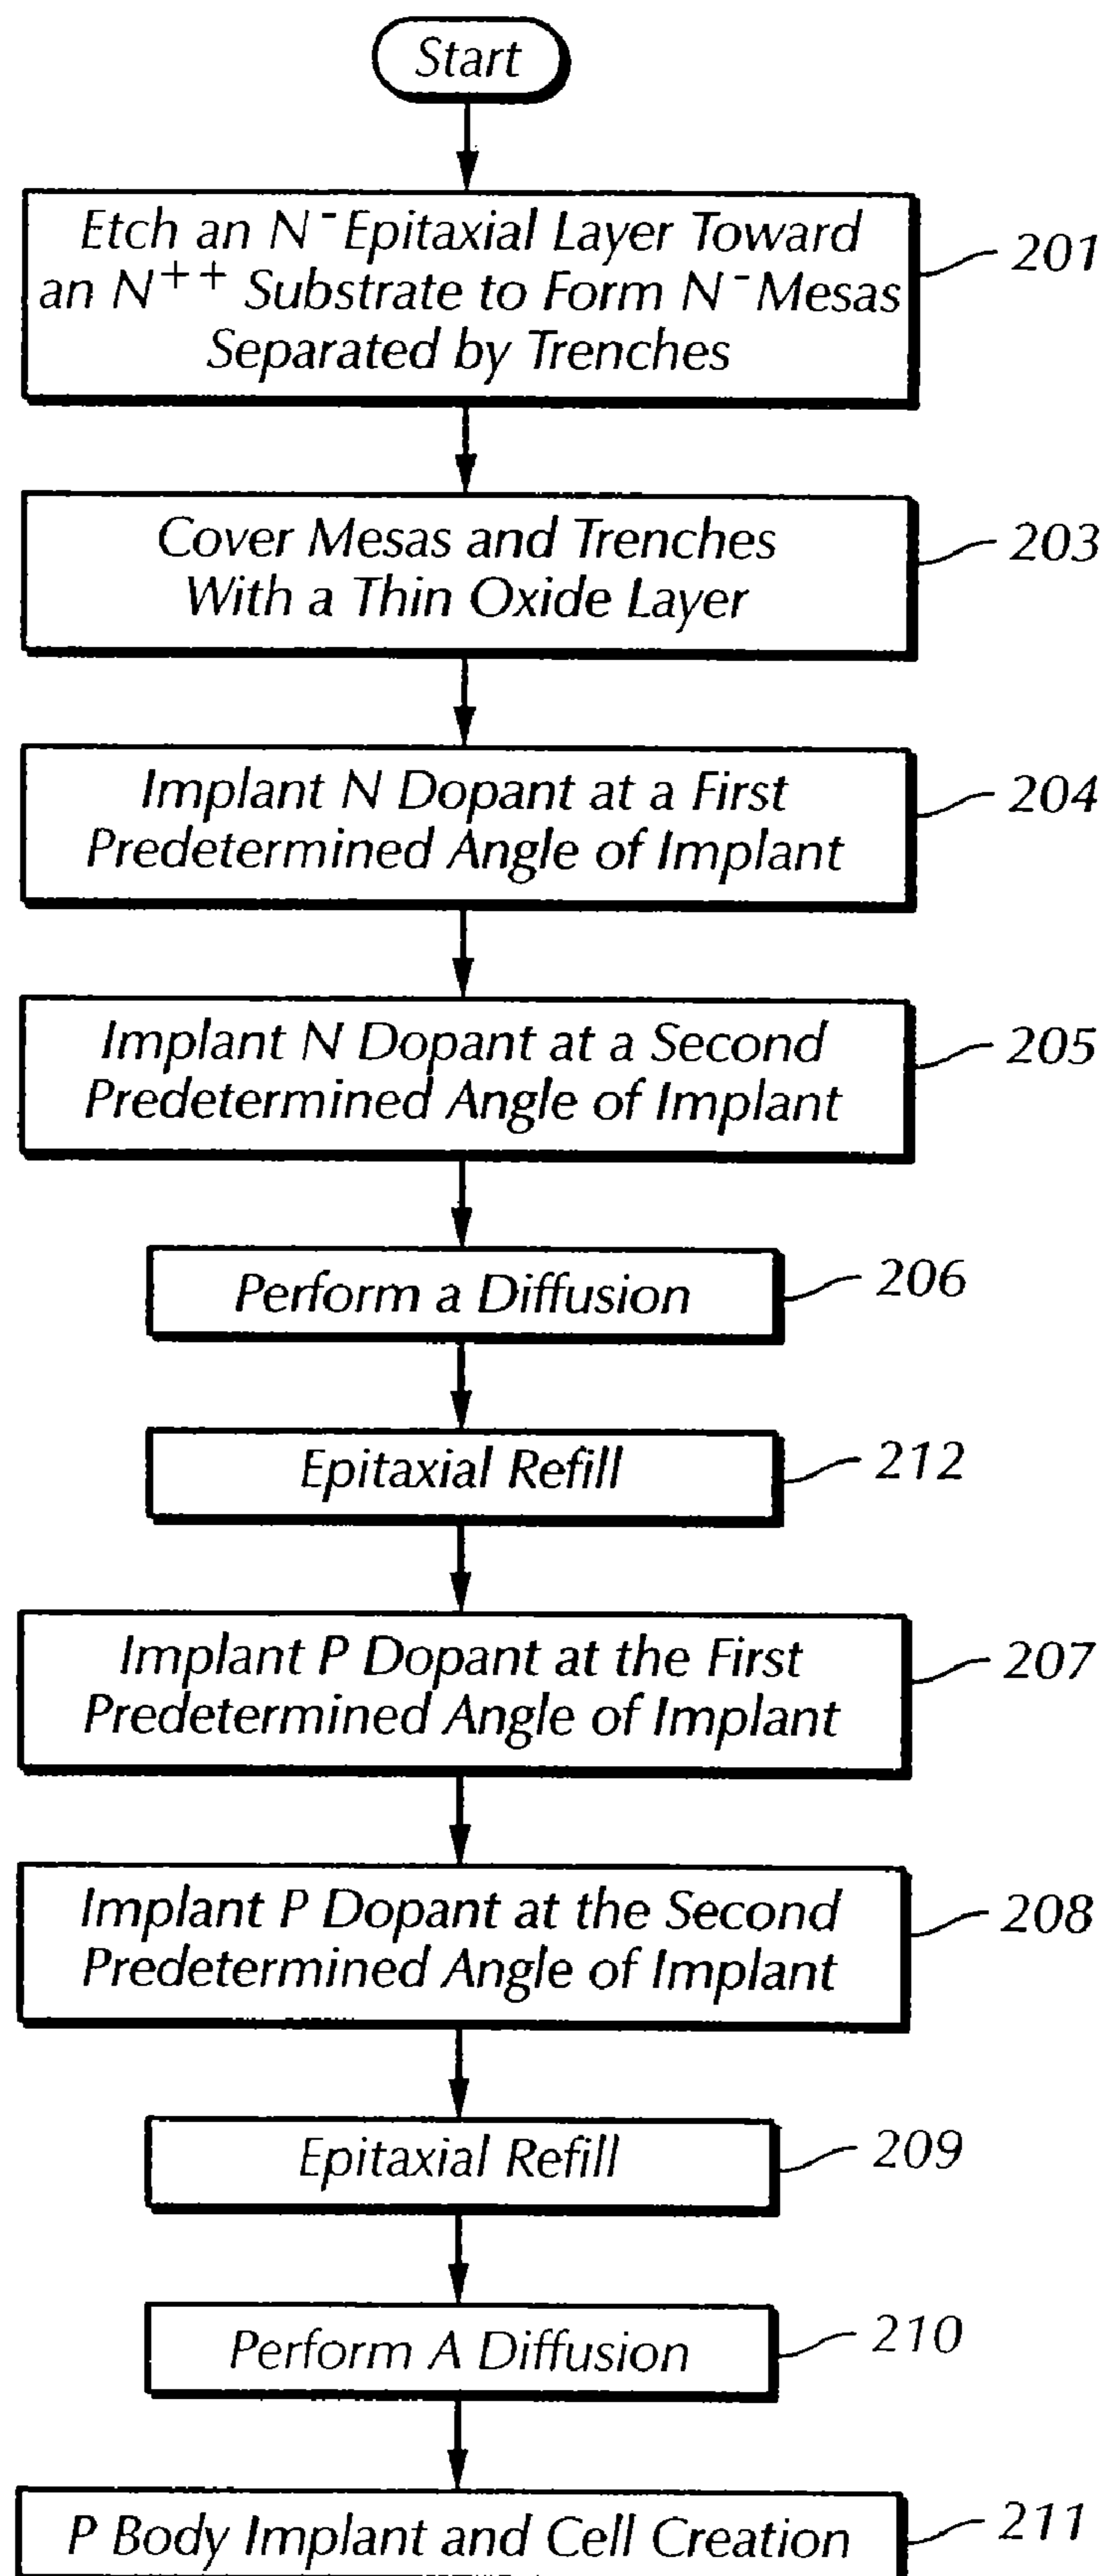 Start
Etch an N⁻ Epitaxial Layer Toward
an N⁺⁺ Substrate to Form N⁻ Mesas
Separated by Trenches
201
Cover Mesas and Trenches
With a Thin Oxide Layer
203
Implant N Dopant at a First
Predetermined Angle of Implant
204
Implant N Dopant at a Second
Predetermined Angle of Implant
205
Perform a Diffusion
206
Epitaxial Refill
212
Implant P Dopant at the First
Predetermined Angle of Implant
207
Implant P Dopant at the Second
Predetermined Angle of Implant
208
Epitaxial Refill
209
Perform A Diffusion
210
P Body Implant and Cell Creation
211